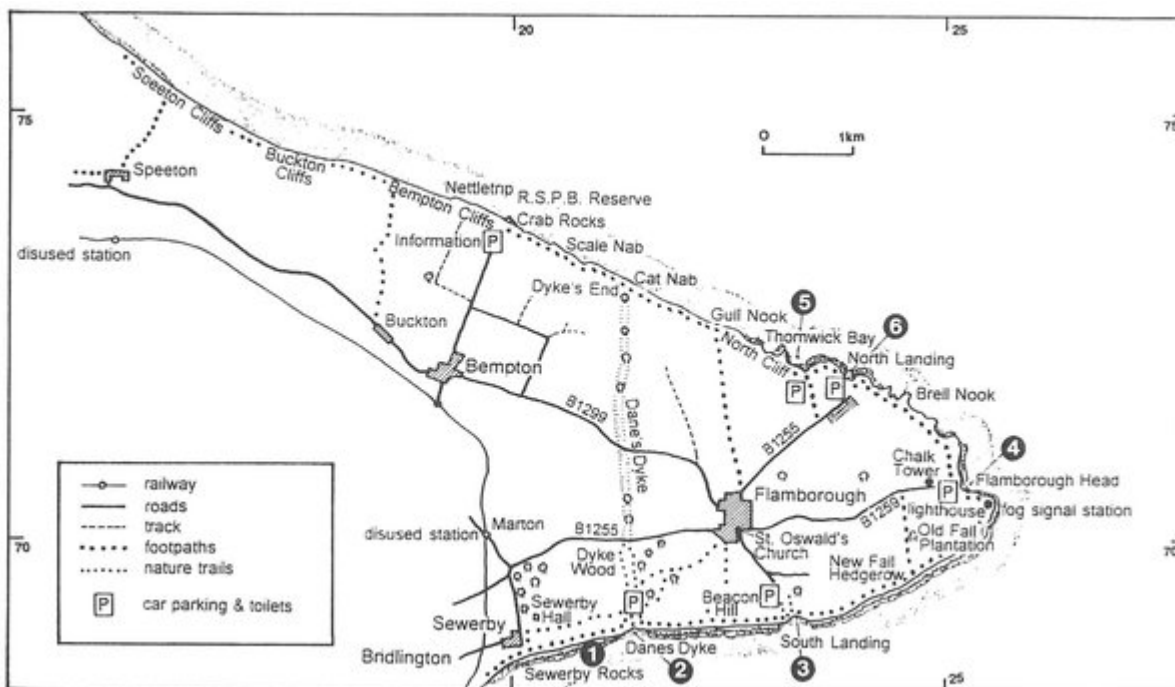 20
25
75
75
Speeton Cliffs
Speeton
Buckton
Cliffs
Nettletrip
R.S.P.B. Reserve
Bempton Cliffs
Crab Rocks
O 1km
disused station
Information
P
Scale Nab
Dyke's End
Cat Nab
Buckton
Gull Nook
5
Thornwick Bay
6
North Cliff
North Landing
P
P
Bempton
Brell Nook
B1299
Dane's Dyke
B1255
Chalk
Tower
4
Flamborough Head
P
railway
roads
track
footpaths
nature trails
P car parking & toilets
Flamborough
lighthouse
fog signal station
B1259
Marton
disused station
B1255
Old Fall
Plantation
70
70
St. Oswald's
Church
Dyke
Wood
New Fall
Hedgerow
P
Beacon
Hill
P
Sewerby
Hall
Sewerby
Bridlington
South Landing
1
Danes Dyke
2
3
Sewerby Rocks
25